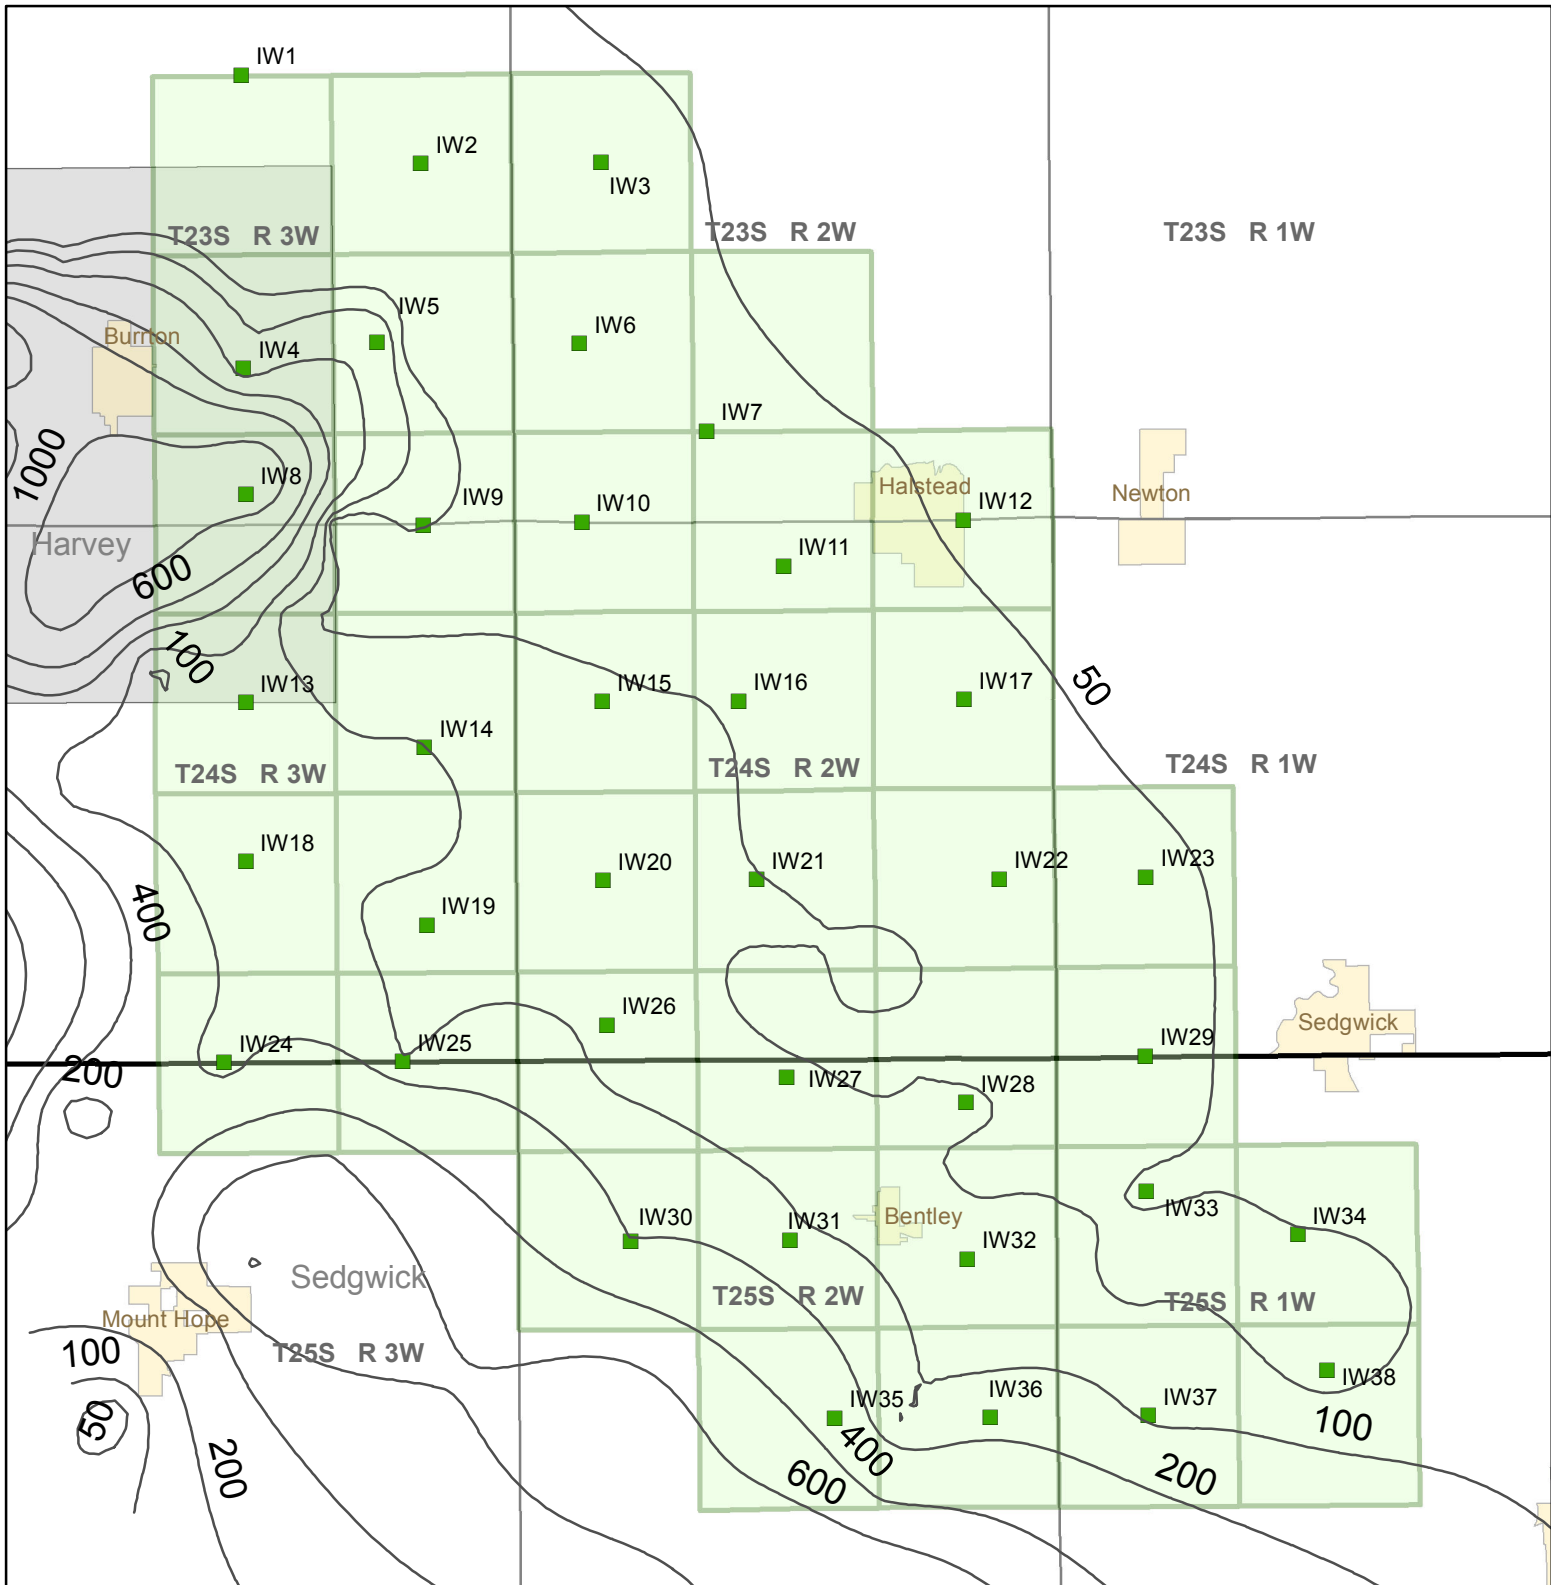 IW1
IW2
IW3
T23S R 3W
T23S R 2W
T23S R 1W
IW5
Burrton
IW4
IW6
IW7
1000
IW8
IW9
IW10
Halstead
IW12
Newton
Harvey
600
IW11
100
IW13
IW15
IW16
IW17
50
IW14
T24S R 3W
T24S R 2W
T24S R 1W
IW18
IW20
IW21
IW22
IW23
400
IW19
IW26
Sedgwick
IW24
IW25
IW29
200
IW27
IW28
IW33
IW30
IW31
Bentley
IW34
IW32
Sedgwick
T25S R 2W
T25S R 1W
Mount Hope
100
T25S R 3W
IW38
50
IW35
IW36
IW37
100
400
200
200
600